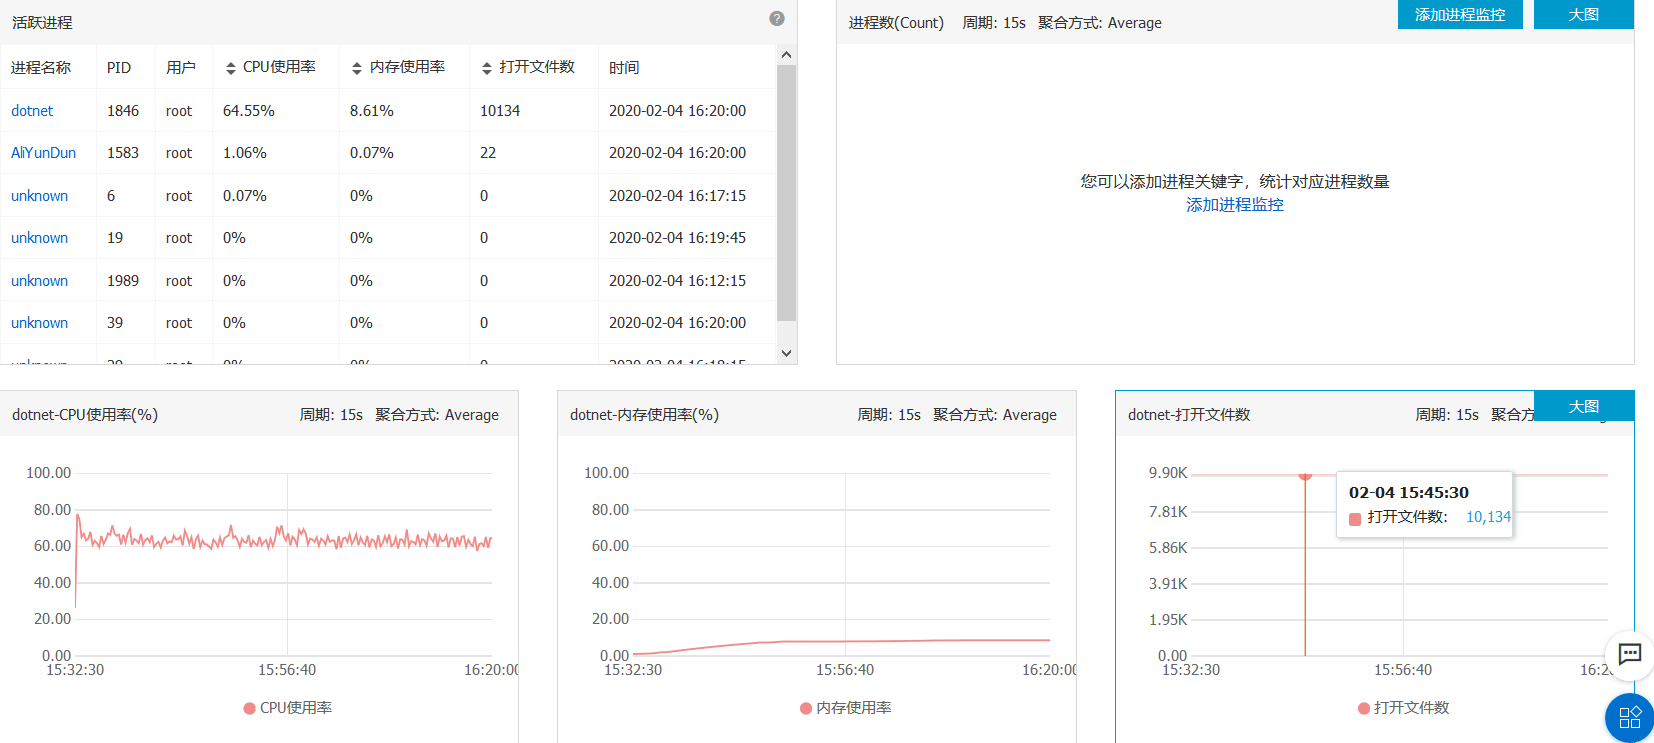 活跃进程
?
进程名称 PID 用户 CPU使用率 内存使用率 打开文件数 时间
dotnet 1846 root 64.55% 8.61% 10134 2020-02-04 16:20:00
AliYunDun 1583 root 1.06% 0.07% 22 2020-02-04 16:20:00
unknown 6 root 0.07% 0% 0 2020-02-04 16:17:15
unknown 19 root 0% 0% 0 2020-02-04 16:19:45
unknown 1989 root 0% 0% 0 2020-02-04 16:12:15
unknown 39 root 0% 0% 0 2020-02-04 16:20:00
进程数(Count) 周期: 15s 聚合方式: Average 添加进程监控 大图
您可以添加进程关键字，统计对应进程数量
添加进程监控
dotnet-CPU使用率(%) 周期: 15s 聚合方式: Average
100.00
80.00
60.00
40.00
20.00
0.00
15:32:30 15:56:40 16:20:00
CPU使用率
dotnet-内存使用率(%) 周期: 15s 聚合方式: Average
100.00
80.00
60.00
40.00
20.00
0.00
15:32:30 15:56:40 16:20:00
内存使用率
dotnet-打开文件数 周期: 15s 聚合方 大图
9.90K
7.81K
5.86K
3.91K
1.95K
0.00
02-04 15:45:30
打开文件数: 10,134
15:32:30 15:56:40 16:2
打开文件数